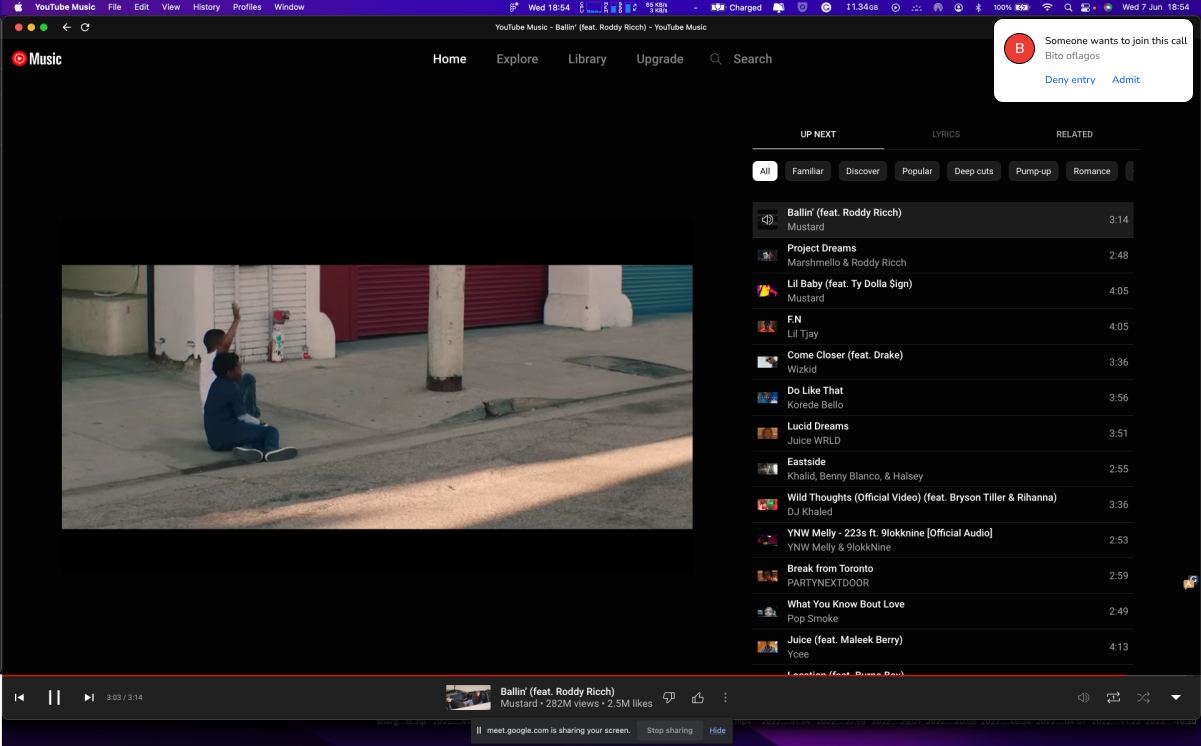 YouTube Music File Edit View History Profiles Window
Wed 18:54
65 KB/s
3 KB/s
Charged
1.34GB
100%
Wed 7 Jun 18:54
YouTube Music - Ballin' (feat. Roddy Ricch) - YouTube Music
B
Someone wants to join this call
Bito oflagos
Deny entry Admit
Music
Home Explore Library Upgrade Search
UP NEXT LYRICS RELATED
All Familiar Discover Popular Deep cuts Pump-up Romance
Ballin' (feat. Roddy Ricch)
Mustard
3:14
Project Dreams
Marshmello & Roddy Ricch
2:48
Lil Baby (feat. Ty Dolla $ign)
Mustard
4:05
F.N
Lil Tjay
4:05
Come Closer (feat. Drake)
Wizkid
3:36
Do Like That
Korede Bello
3:56
Lucid Dreams
Juice WRLD
3:51
Eastside
Khalid, Benny Blanco, & Halsey
2:55
Wild Thoughts (Official Video) (feat. Bryson Tiller & Rihanna)
DJ Khaled
3:36
YNW Melly - 223s ft. 9lokknine [Official Audio]
YNW Melly & 9lokkNine
2:53
Break from Toronto
PARTYNEXTDOOR
2:59
What You Know Bout Love
Pop Smoke
2:49
Juice (feat. Maleek Berry)
Ycee
4:13
Location (feat. Burna Boy)
3:03 / 3:14
Ballin' (feat. Roddy Ricch)
Mustard • 282M views • 2.5M likes
meet.google.com is sharing your screen.
Stop sharing
Hide